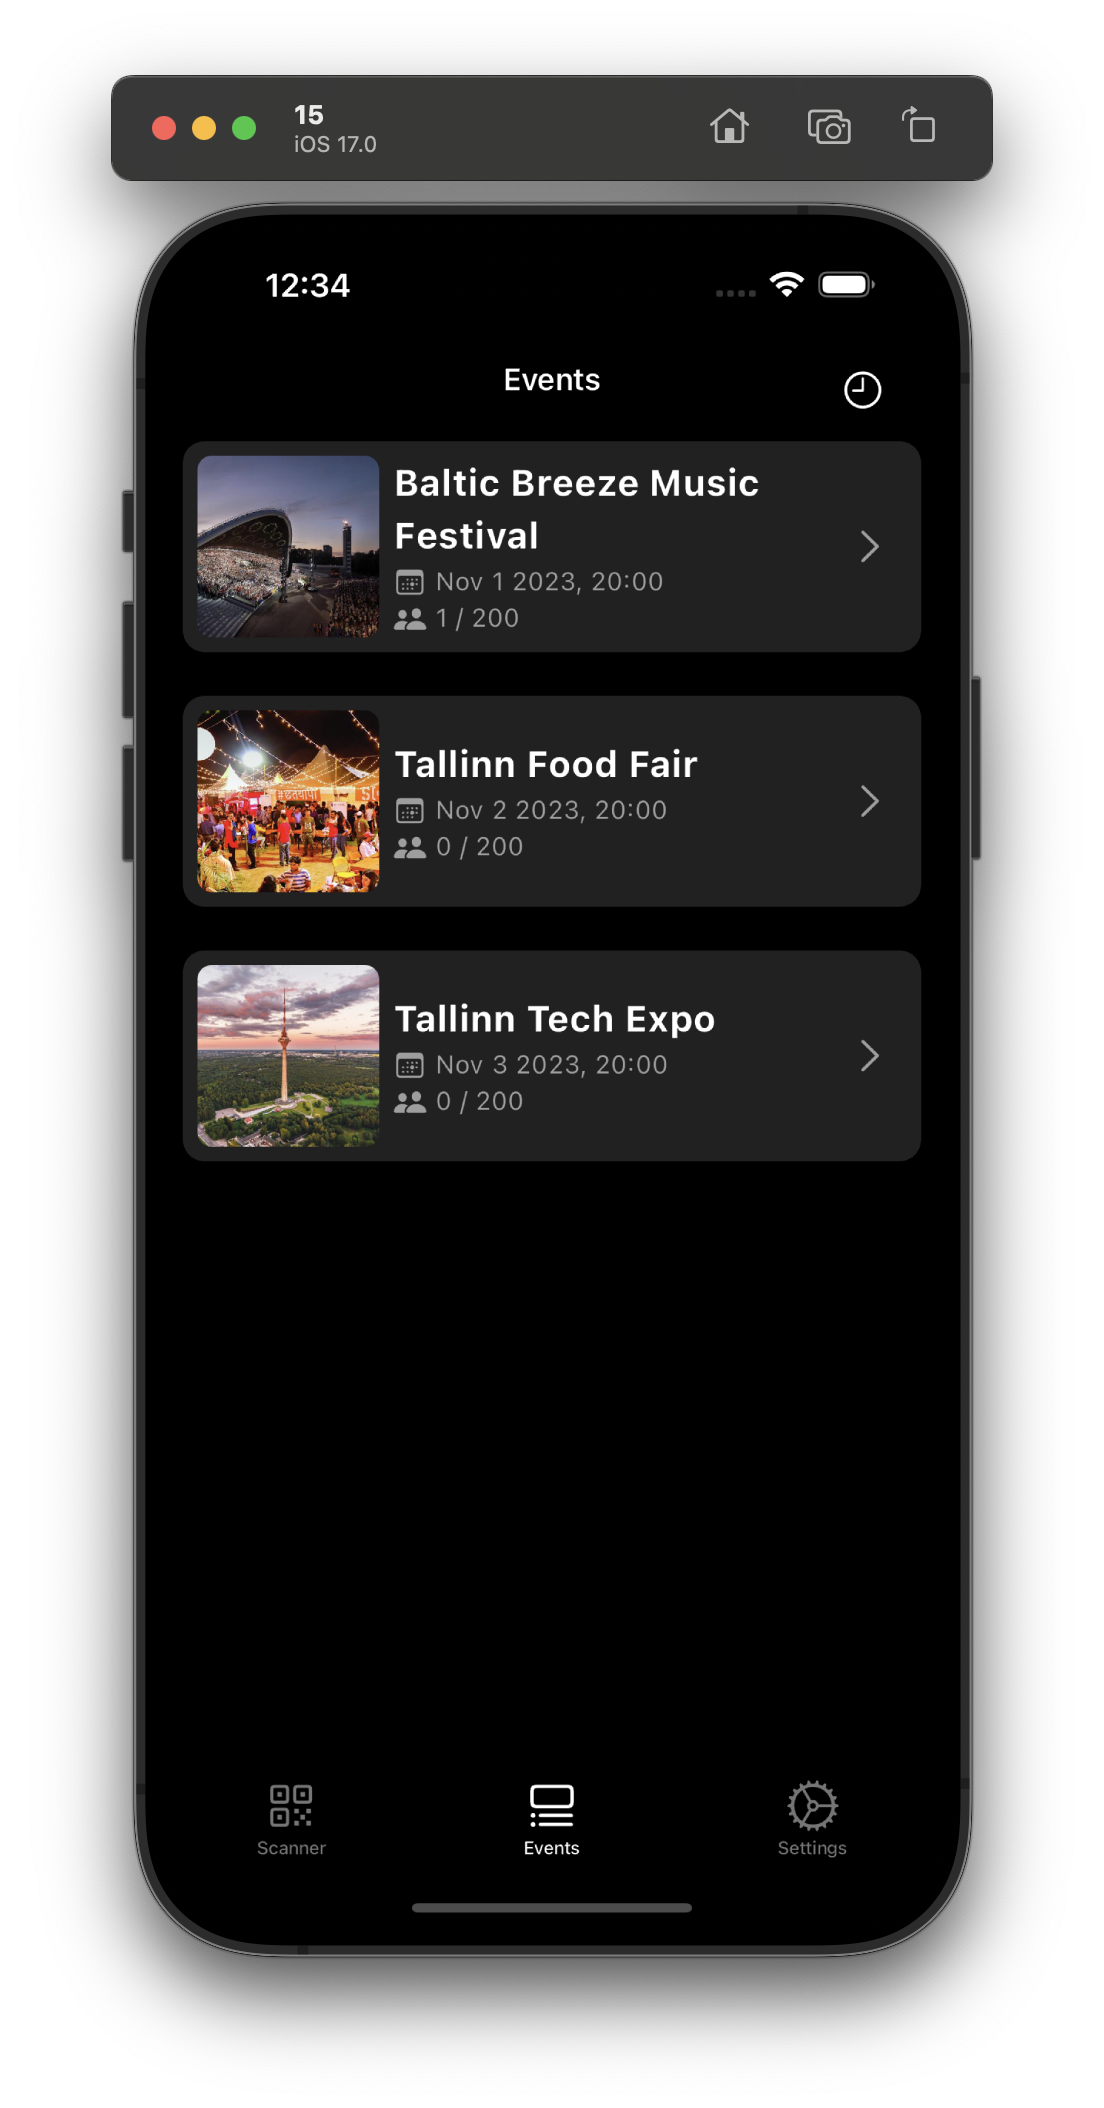 15
iOS 17.0
12:34
Events
Baltic Breeze Music
Festival
Nov 1 2023, 20:00
1 / 200
Tallinn Food Fair
Nov 2 2023, 20:00
0 / 200
Tallinn Tech Expo
Nov 3 2023, 20:00
0 / 200
Scanner
Events
Settings